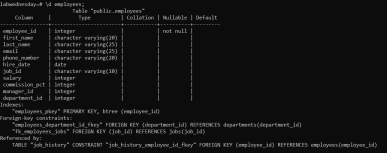 labwednesday=# \d employees;
Table "public.employees"
Column | Type | Collation | Nullable | Default
employee_id | integer | | not null |
first_name | character varying(20) | | |
last_name | character varying(25) | | |
email | character varying(25) | | |
phone_number | character varying(20) | | |
hire_date | date | | |
job_id | character varying(10) | | |
salary | integer | | |
commission_pct | integer | | |
manager_id | integer | | |
department_id | integer | | |
Indexes:
"employees_pkey" PRIMARY KEY, btree (employee_id)
Foreign-key constraints:
"employees_department_id_fkey" FOREIGN KEY (department_id) REFERENCES departments(department_id)
"fk_employees_jobs" FOREIGN KEY (job_id) REFERENCES jobs(job_id)
Referenced by:
TABLE "job_history" CONSTRAINT "job_history_employee_id_fkey" FOREIGN KEY (employee_id) REFERENCES employees(employee_id)